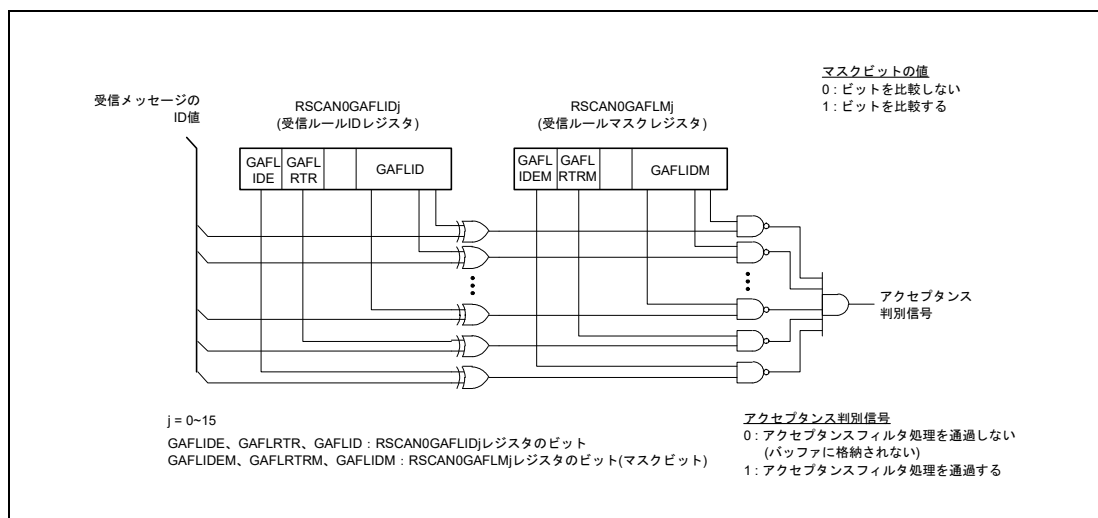 マスクビットの値
0 : ビットを比較しない
1 : ビットを比較する
受信メッセージの
ID値
RSCAN0GAFLIDj
(受信ルールIDレジスタ)
RSCAN0GAFLMj
(受信ルールマスクレジスタ)
GAFL
IDE
GAFL
RTR
GAFLID
GAFL
IDEM
GAFL
RTRM
GAFLIDM
アクセプタンス
判別信号
j = 0~15
GAFLIDE、GAFLRTR、GAFLID : RSCAN0GAFLIDjレジスタのビット
GAFLIDEM、GAFLRTRM、GAFLIDM : RSCAN0GAFLMjレジスタのビット(マスクビット)
アクセプタンス判別信号
0 : アクセプタンスフィルタ処理を通過しない
(バッファに格納されない)
1 : アクセプタンスフィルタ処理を通過する